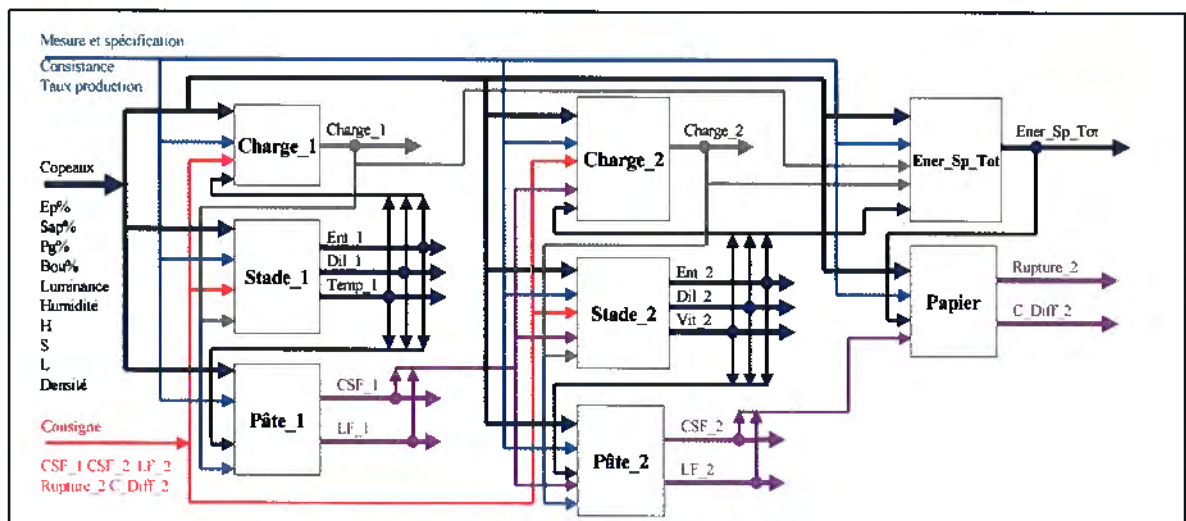 Mesure et spécification
Consistance
Taux production
Copeaux
Ep%
Sap%
Pg%
Bou%
Luminance
Humidité
H
S
L
Densité
Consigne
CSF_1 CSF_2 LF_2
Rupture_2 C_Diff_2
Charge_1
Charge_1
Stade_1
Ent_1
Dil_1
Temp_1
Pâte_1
CSF_1
LF_1
Charge_2
Charge_2
Stade_2
Ent_2
Dil_2
Vit_2
Pâte_2
CSF_2
LF_2
Ener_Sp_Tot
Ener_Sp_Tot
Papier
Rupture_2
C_Diff_2